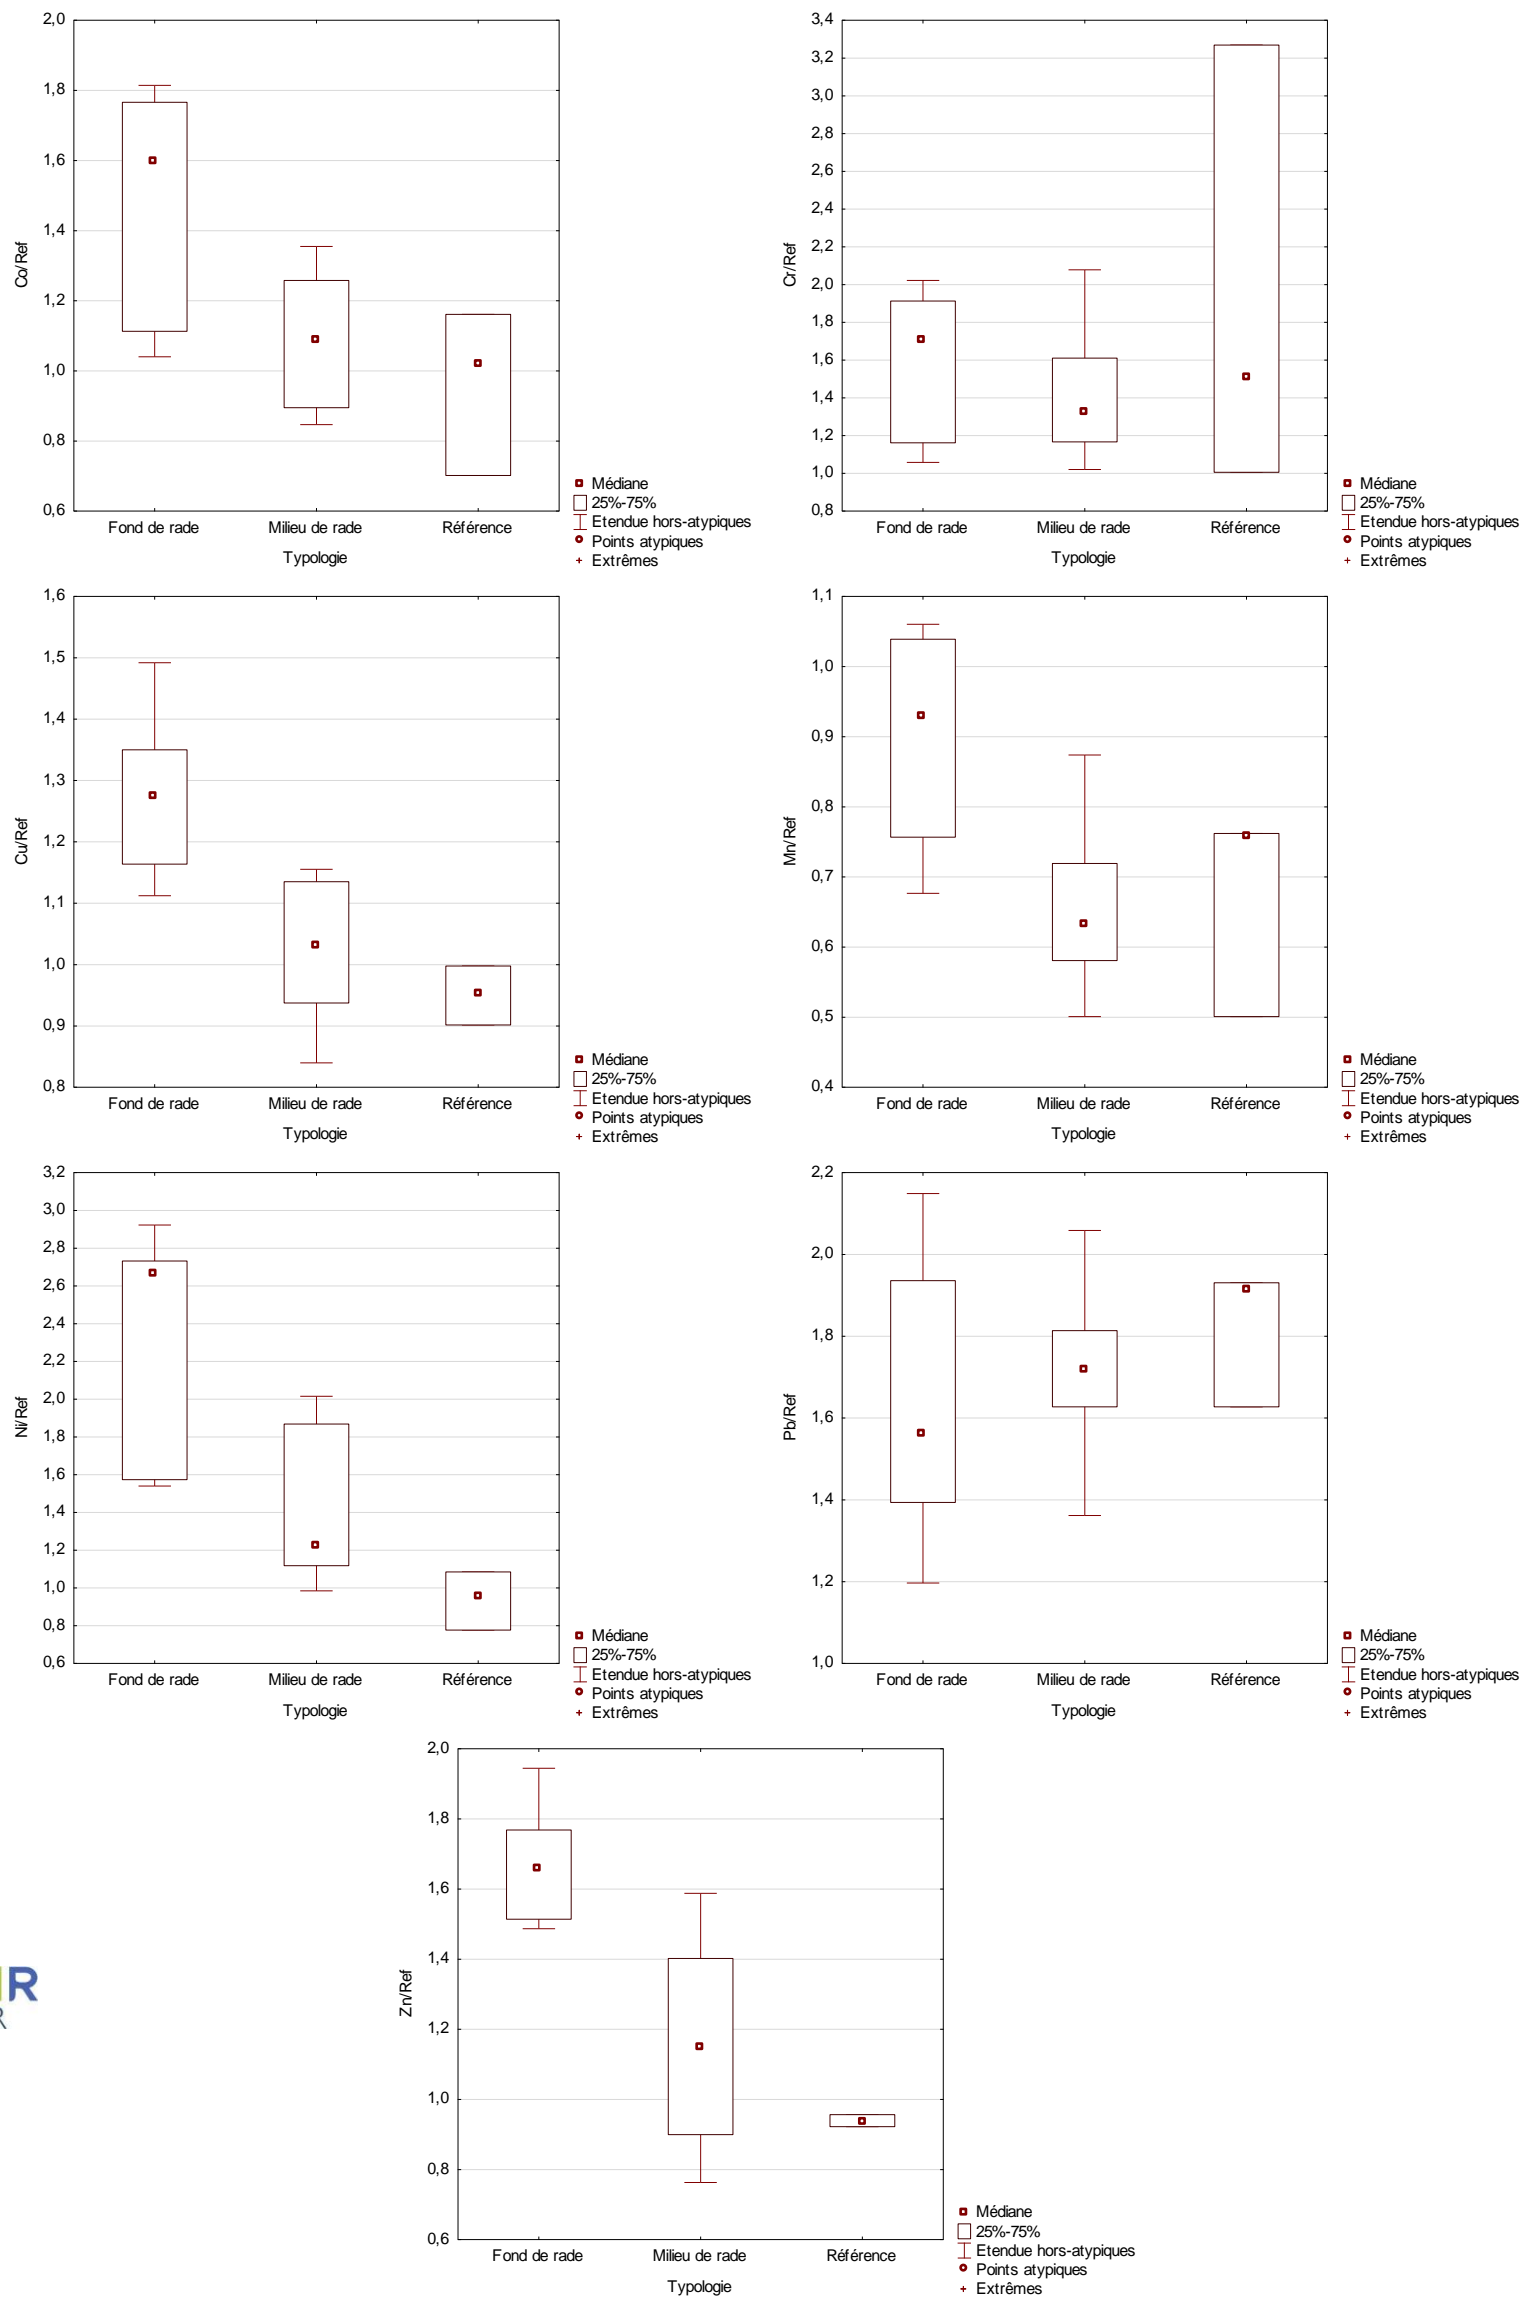 2,0
1,8
1,6
1,4
1,2
1,0
0,8
0,6
Co/Ref
Fond de rade Milieu de rade Référence
Typologie
Médiane
25%-75%
Etendue hors-atypiques
Points atypiques
Extrêmes
3,4
3,2
3,0
2,8
2,6
2,4
2,2
2,0
1,8
1,6
1,4
1,2
1,0
0,8
Cr/Ref
Fond de rade Milieu de rade Référence
Typologie
Médiane
25%-75%
Etendue hors-atypiques
Points atypiques
Extrêmes
1,6
1,5
1,4
1,3
1,2
1,1
1,0
0,9
0,8
Cu/Ref
Fond de rade Milieu de rade Référence
Typologie
Médiane
25%-75%
Etendue hors-atypiques
Points atypiques
Extrêmes
1,1
1,0
0,9
0,8
0,7
0,6
0,5
0,4
Mn/Ref
Fond de rade Milieu de rade Référence
Typologie
Médiane
25%-75%
Etendue hors-atypiques
Points atypiques
Extrêmes
3,2
3,0
2,8
2,6
2,4
2,2
2,0
1,8
1,6
1,4
1,2
1,0
0,8
0,6
Ni/Ref
Fond de rade Milieu de rade Référence
Typologie
Médiane
25%-75%
Etendue hors-atypiques
Points atypiques
Extrêmes
2,2
2,0
1,8
1,6
1,4
1,2
1,0
Pb/Ref
Fond de rade Milieu de rade Référence
Typologie
Médiane
25%-75%
Etendue hors-atypiques
Points atypiques
Extrêmes
2,0
1,8
1,6
1,4
1,2
1,0
0,8
0,6
Zn/Ref
Fond de rade Milieu de rade Référence
Typologie
Médiane
25%-75%
Etendue hors-atypiques
Points atypiques
Extrêmes
R